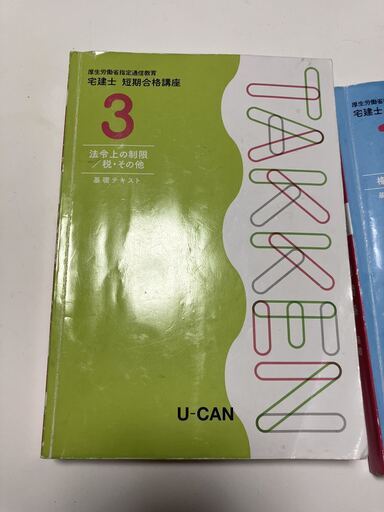 厚生労働省指定通信教育
宅建士 短期合格講座
3
法令上の制限
／税・その他
基礎テキスト
TAKKEN
U-CAN
厚生労働省
宅建士